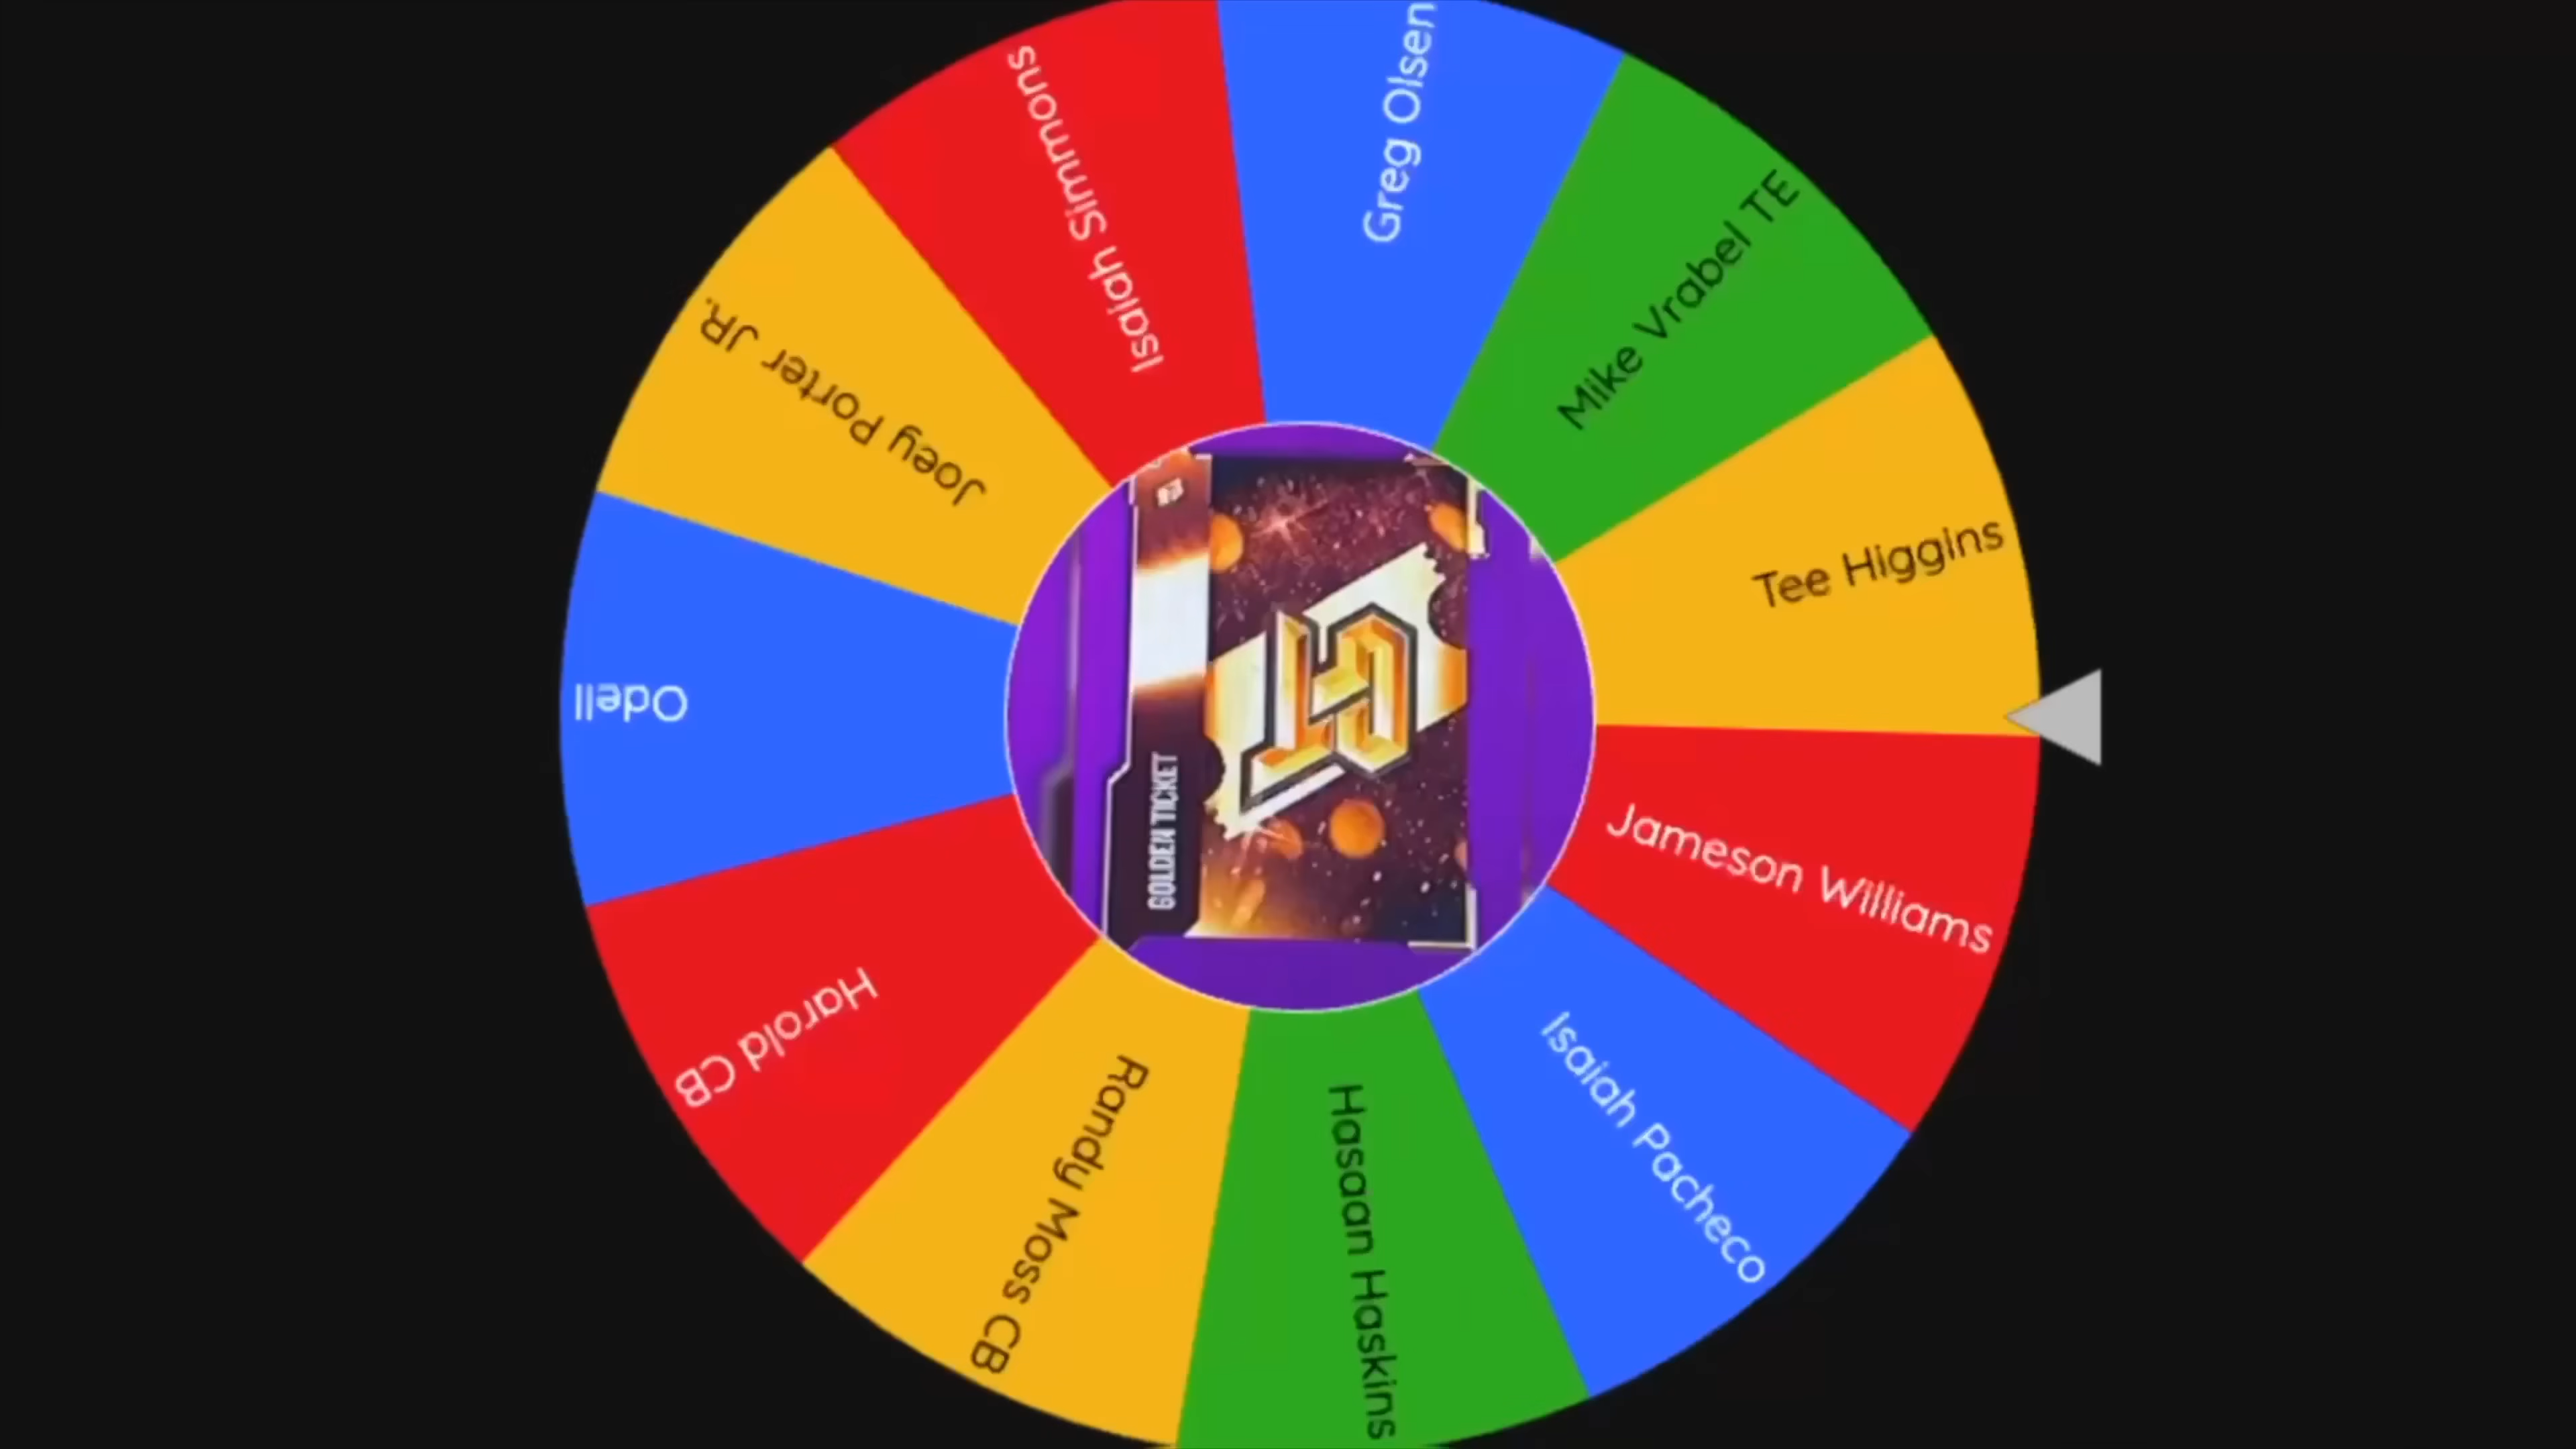 Greg Olsen
Mike Vrabel TE
Tee Higgins
Jameson Williams
Isaiah Pacheco
Hasaan Haskins
Randy Moss CB
Harold CB
Odell
Joey Porter JR.
Isaiah Simmons
GOLDEN TICKET
GT